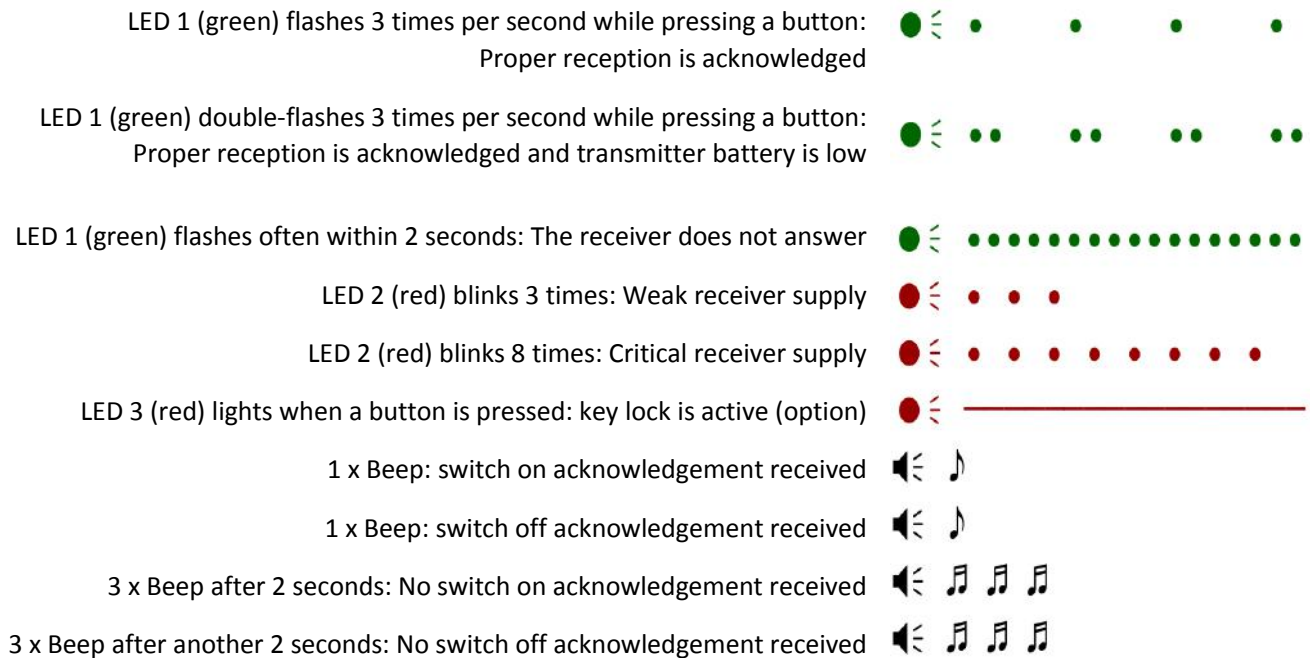 LED 1 (green) flashes 3 times per second while pressing a button:
Proper reception is acknowledged
LED 1 (green) double-flashes 3 times per second while pressing a button:
Proper reception is acknowledged and transmitter battery is low
LED 1 (green) flashes often within 2 seconds: The receiver does not answer
LED 2 (red) blinks 3 times: Weak receiver supply
LED 2 (red) blinks 8 times: Critical receiver supply
LED 3 (red) lights when a button is pressed: key lock is active (option)
1 x Beep: switch on acknowledgement received
1 x Beep: switch off acknowledgement received
3 x Beep after 2 seconds: No switch on acknowledgement received
3 x Beep after another 2 seconds: No switch off acknowledgement received